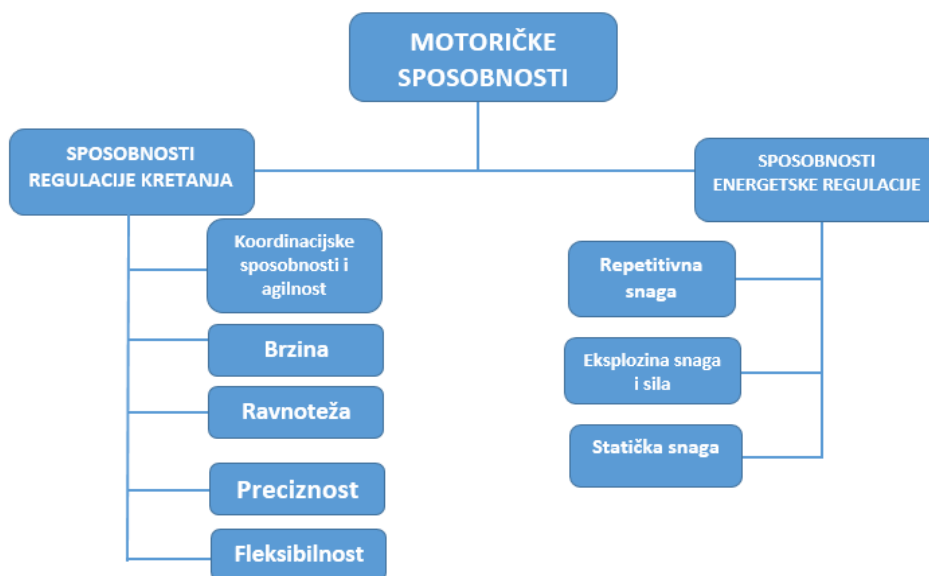 MOTORIČKE
SPOSOBNOSTI
SPOSOBNOSTI
REGULACIJE KRETANJA
Koordinacijske
sposobnosti i
agilnost
Brzina
Ravnoteža
Preciznost
Fleksibilnost
SPOSOBNOSTI
ENERGETSKE REGULACIJE
Repetitivna
snaga
Eksplozina snaga
i sila
Statička snaga